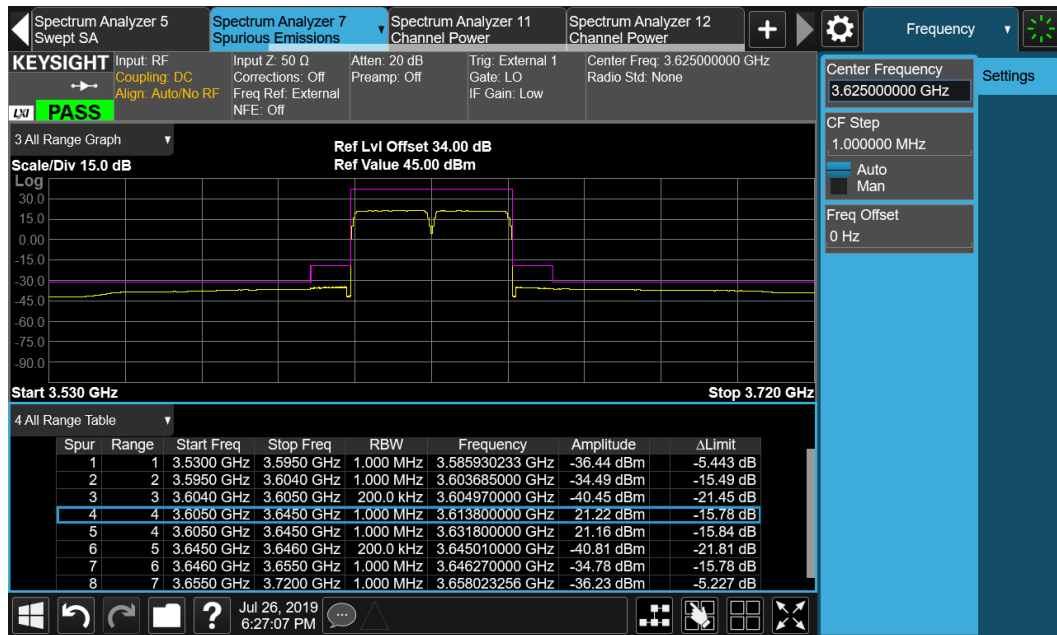 Spectrum Analyzer 5
Swept SA
Spectrum Analyzer 7
Spurious Emissions
Spectrum Analyzer 11
Channel Power
Spectrum Analyzer 12
Channel Power
+
Frequency
KEYSIGHT
LXI
PASS
Input: RF
Coupling: DC
Align: Auto/No RF
Input Z: 50 Ω
Corrections: Off
Freq Ref: External
NFE: Off
Atten: 20 dB
Preamp: Off
Trig: External 1
Gate: LO
IF Gain: Low
Center Freq: 3.625000000 GHz
Radio Std: None
Center Frequency
3.625000000 GHz
Settings
CF Step
1.000000 MHz
Auto
Man
Freq Offset
0 Hz
3 All Range Graph
Scale/Div 15.0 dB
Ref Lvl Offset 34.00 dB
Ref Value 45.00 dBm
Log
30.0
15.0
0.00
-15.0
-30.0
-45.0
-60.0
-75.0
-90.0
Start 3.530 GHz
Stop 3.720 GHz
4 All Range Table
Spur Range Start Freq Stop Freq RBW Frequency Amplitude ΔLimit
1 1 3.5300 GHz 3.5950 GHz 1.000 MHz 3.585930233 GHz -36.44 dBm -5.443 dB
2 2 3.5950 GHz 3.6040 GHz 1.000 MHz 3.603685000 GHz -34.49 dBm -15.49 dB
3 3 3.6040 GHz 3.6050 GHz 200.0 kHz 3.604970000 GHz -40.45 dBm -21.45 dB
4 4 3.6050 GHz 3.6450 GHz 1.000 MHz 3.613800000 GHz 21.22 dBm -15.78 dB
5 4 3.6050 GHz 3.6450 GHz 1.000 MHz 3.631800000 GHz 21.16 dBm -15.84 dB
6 5 3.6450 GHz 3.6460 GHz 200.0 kHz 3.645010000 GHz -40.81 dBm -21.81 dB
7 6 3.6460 GHz 3.6550 GHz 1.000 MHz 3.646270000 GHz -34.78 dBm -15.78 dB
8 7 3.6550 GHz 3.7200 GHz 1.000 MHz 3.658023256 GHz -36.23 dBm -5.227 dB
?
Jul 26, 2019
6:27:07 PM